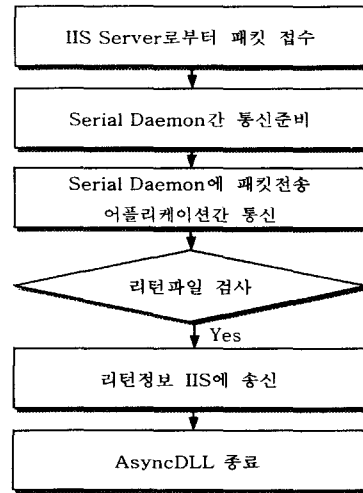 IIS Server로부터 패킷 접수
Serial Daemon간 통신준비
Serial Daemon에 패킷전송
어플리케이션간 통신
리턴파일 검사
Yes
리턴정보 IIS에 송신
AsyncDLL 종료